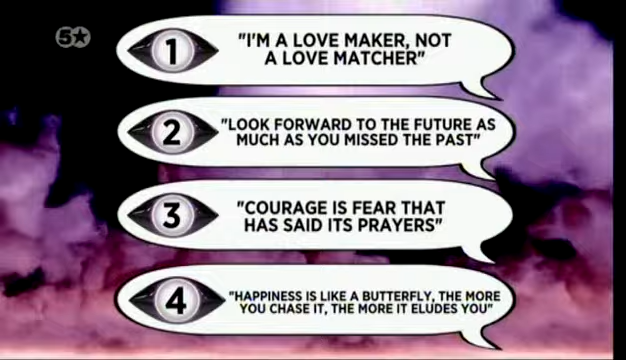 5★
1
"I'M A LOVE MAKER, NOT
A LOVE MATCHER"
2
"LOOK FORWARD TO THE FUTURE AS
MUCH AS YOU MISSED THE PAST"
3
"COURAGE IS FEAR THAT
HAS SAID ITS PRAYERS"
4
"HAPPINESS IS LIKE A BUTTERFLY, THE MORE
YOU CHASE IT, THE MORE IT ELUDES YOU"